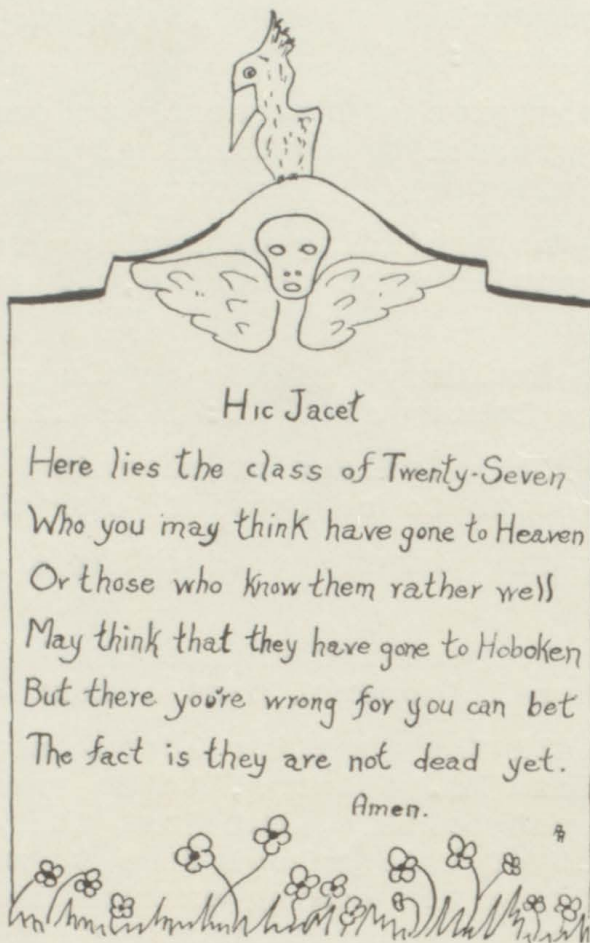 Hic Jacet
Here lies the class of Twenty-Seven
Who you may think have gone to Heaven
Or those who know them rather well
May think that they have gone to Hoboken
But there you're wrong for you can bet
The fact is they are not dead yet.
Amen.